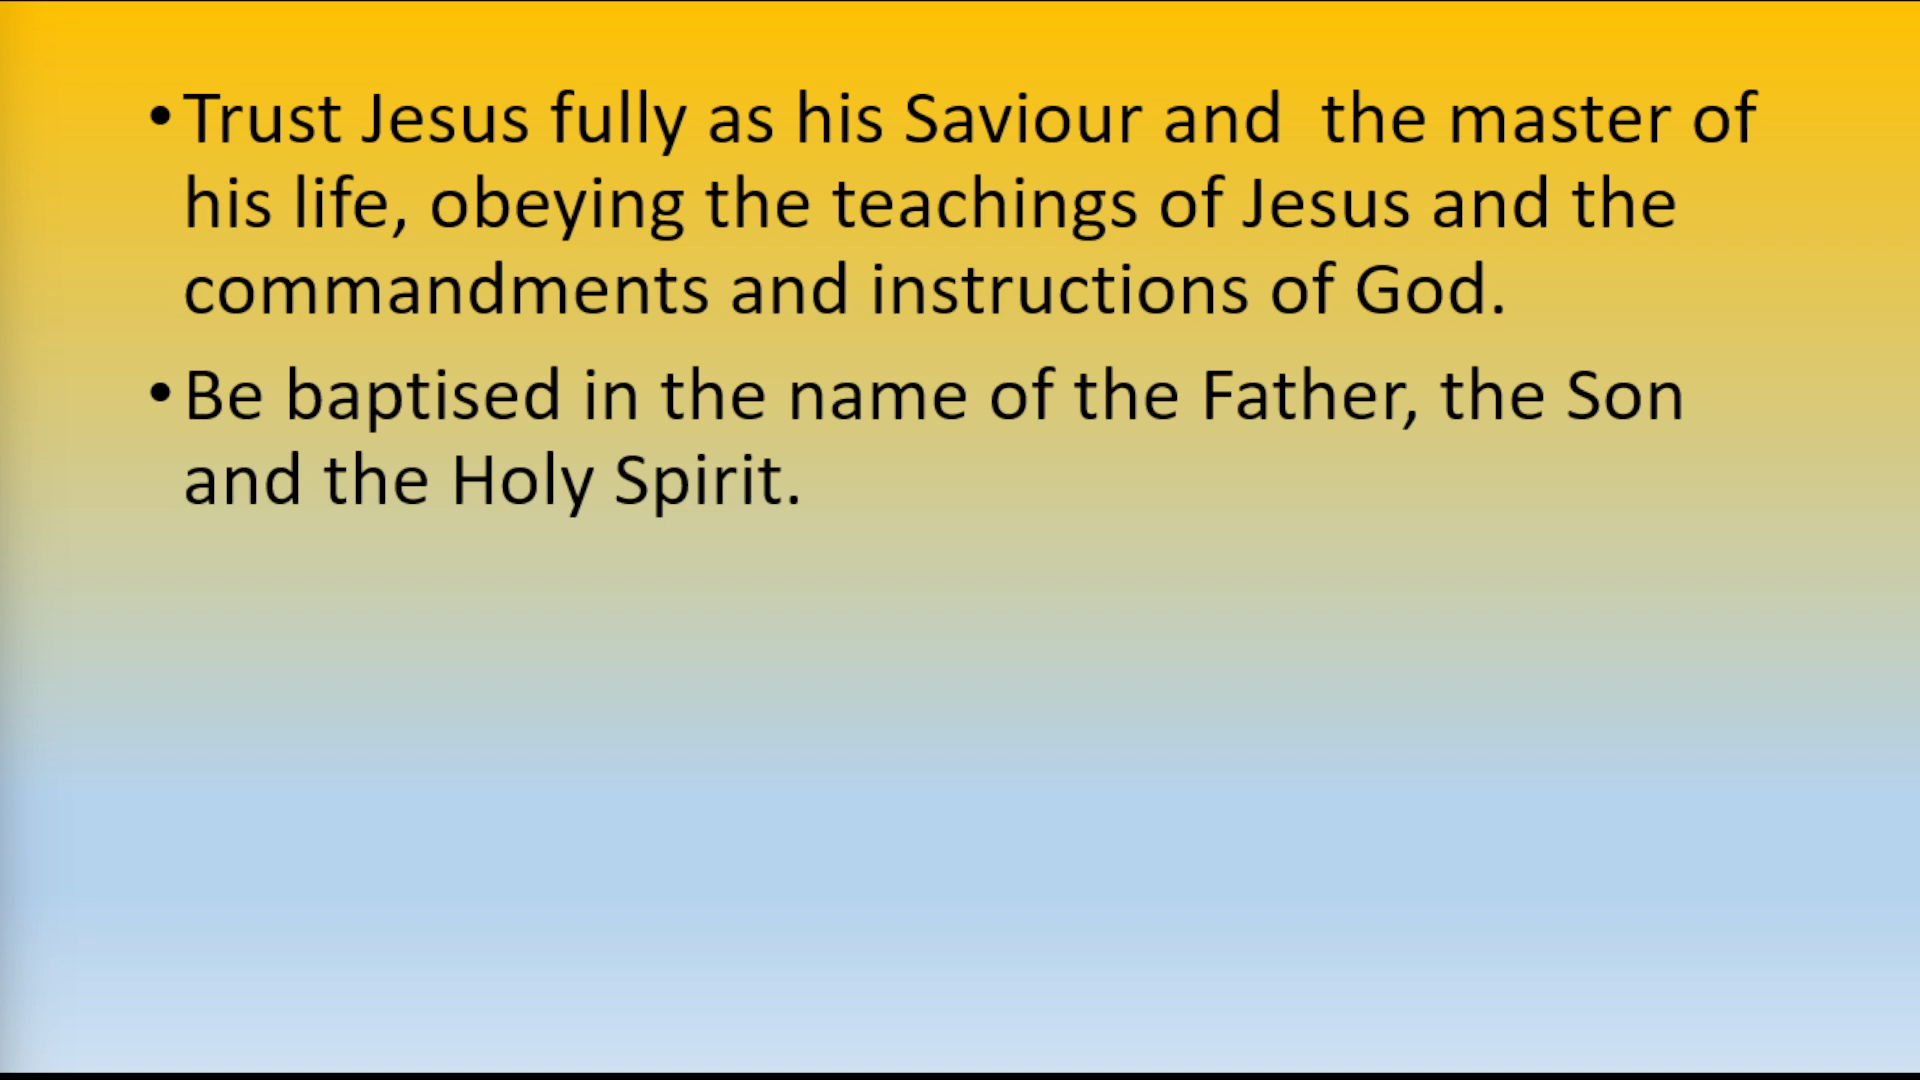 • Trust Jesus fully as his Saviour and  the master of
his life, obeying the teachings of Jesus and the
commandments and instructions of God.
• Be baptised in the name of the Father, the Son
and the Holy Spirit.